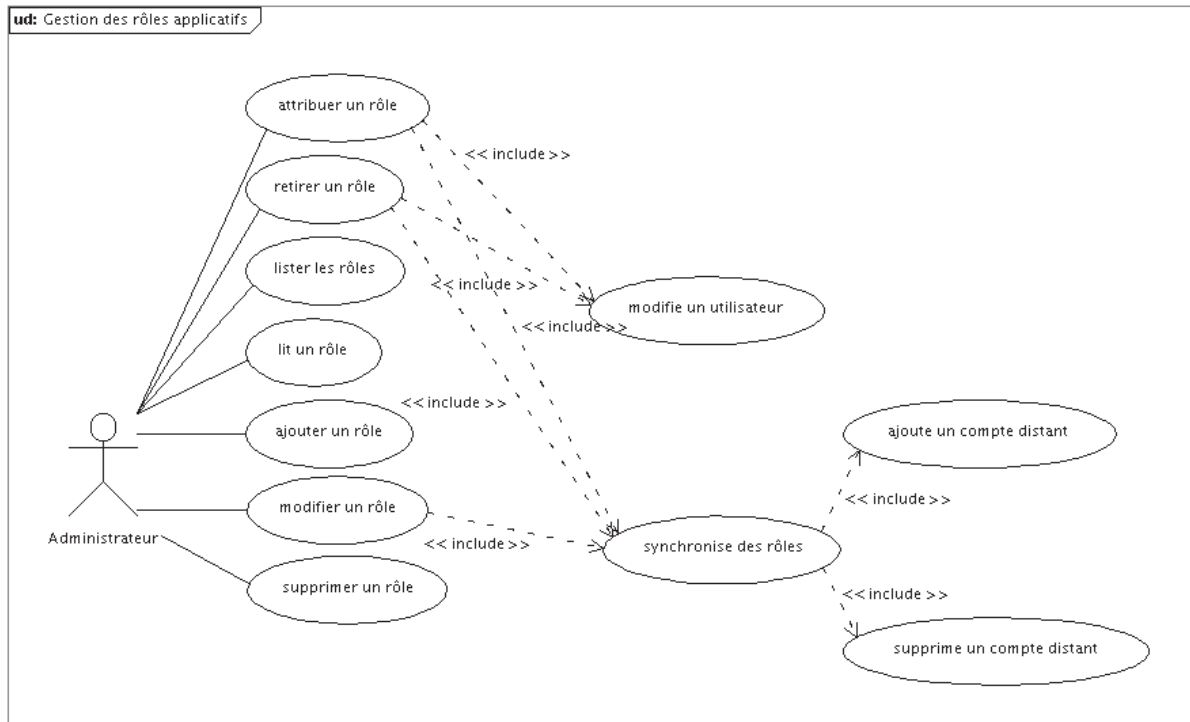 ud: Gestion des rôles applicatifs
attribuer un rôle
<< include >>
retirer un rôle
lister les rôles
<< include >>
modifie un utilisateur
<< include >>
lit un rôle
<< include >>
ajouter un rôle
ajoute un compte distant
<< include >>
modifier un rôle
Administrateur
<< include >>
synchronise des rôles
supprimer un rôle
<< include >>
supprime un compte distant